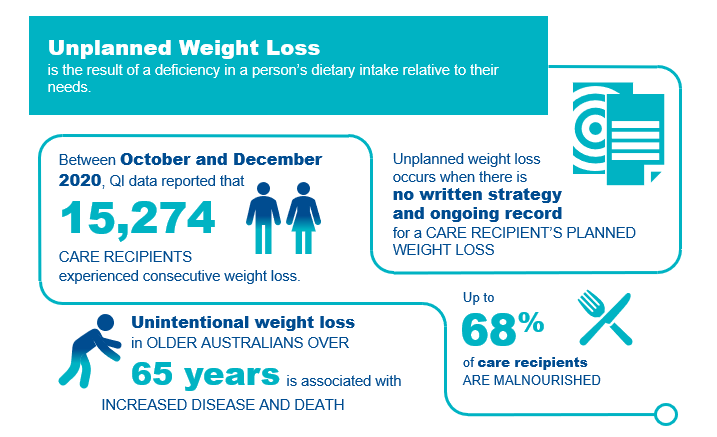 Unplanned Weight Loss
is the result of a deficiency in a person's dietary intake relative to their
needs.
Between October and December
2020, QI data reported that
15,274
CARE RECIPIENTS
experienced consecutive weight loss.
Unplanned weight loss
occurs when there is
no written strategy
and ongoing record
for a CARE RECIPIENT'S PLANNED
WEIGHT LOSS
Unintentional weight loss
in OLDER AUSTRALIANS OVER
65 years is associated with
INCREASED DISEASE AND DEATH
Up to
68%
of care recipients
ARE MALNOURISHED